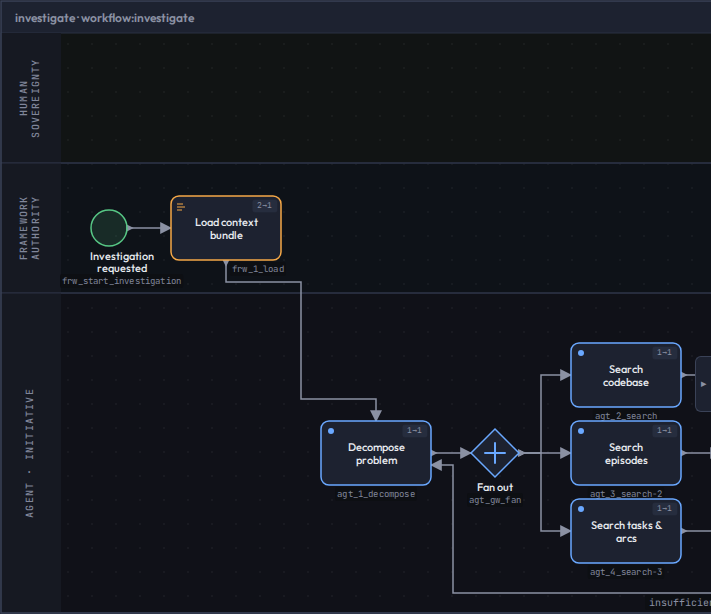 investigate·workflow:investigate
HUMAN
SOVEREIGNTY
FRAMEWORK
AUTHORITY
2→1
Load context
bundle
Investigation
requested
frw_start_investigation
frw_1_load
AGENT · INITIATIVE
1→1
Search
codebase
agt_2_search
1→1
Decompose
problem
agt_1_decompose
Fan out
agt_gw_fan
1→1
Search
episodes
agt_3_search-2
1→1
Search tasks &
arcs
agt_4_search-3